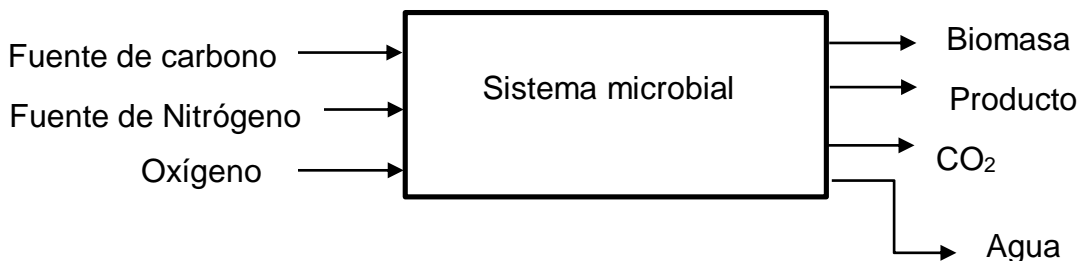 Fuente de carbono
Fuente de Nitrógeno
Oxígeno
Sistema microbial
Biomasa
Producto
CO₂
Agua